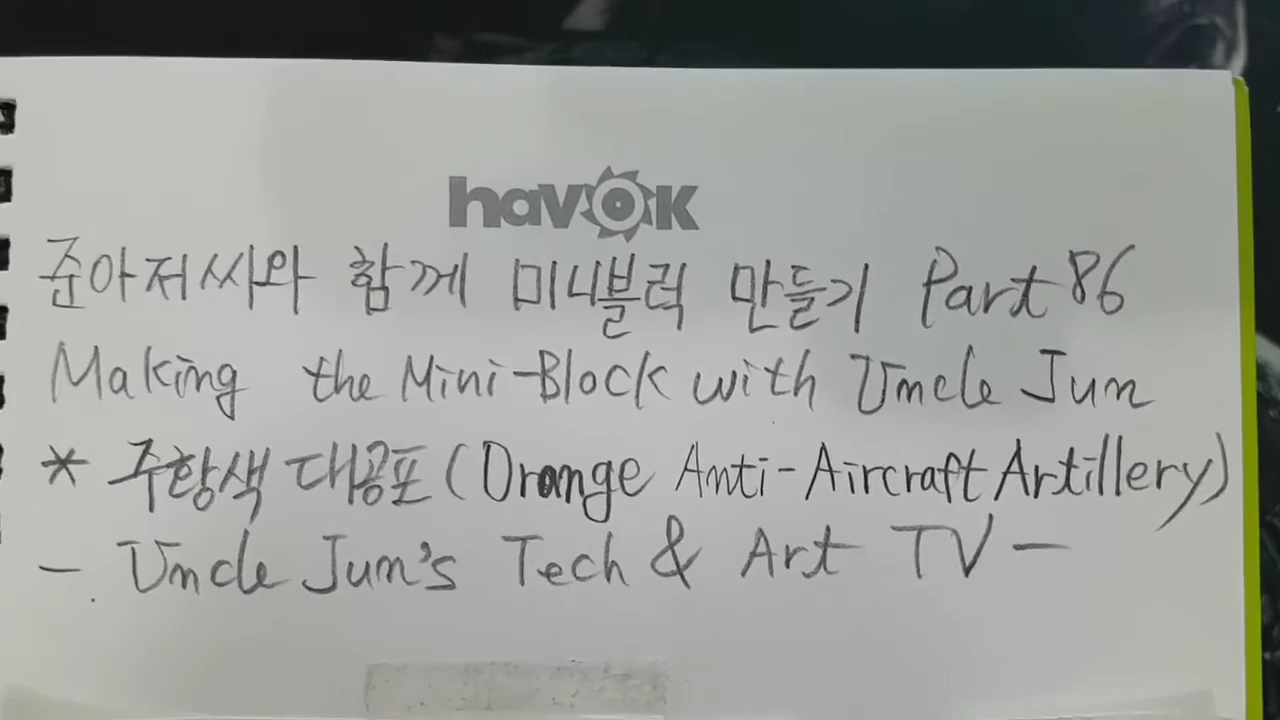 havok
준아저씨와 함께 미니블럭 만들기 Part 86
Making the Mini-Block with Uncle Jun
* 주황색 대공포 (Orange Anti-Aircraft Artillery)
- Uncle Jun's Tech & Art TV -